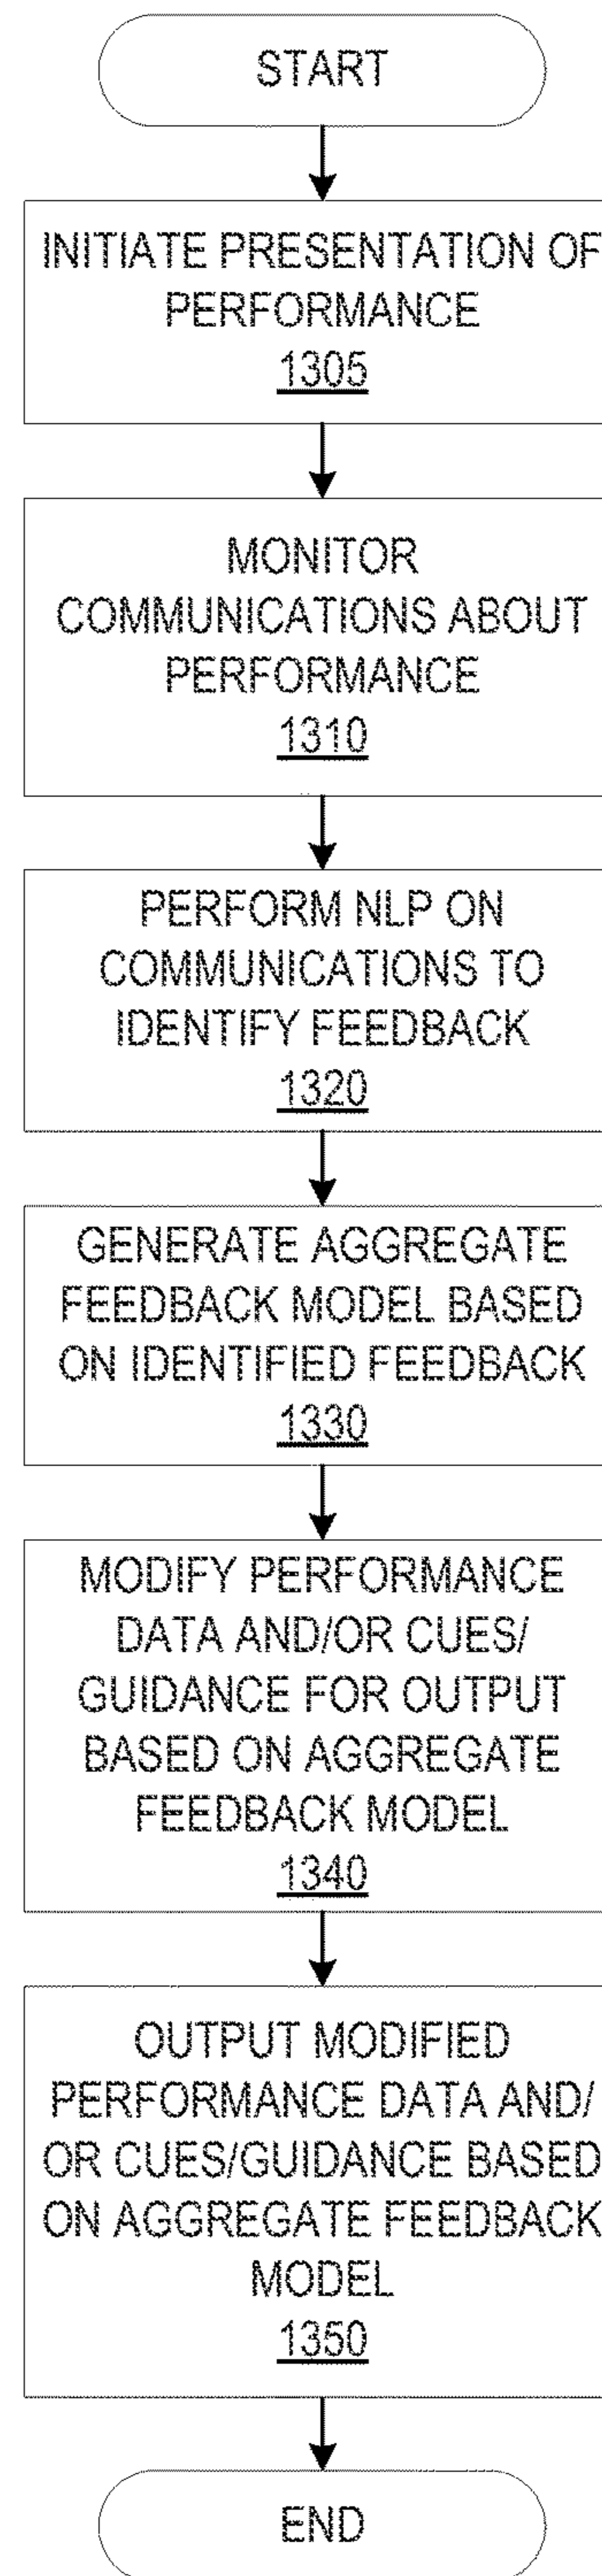 START
INITIATE PRESENTATION OF
PERFORMANCE
1305
MONITOR
COMMUNICATIONS ABOUT
PERFORMANCE
1310
PERFORM NLP ON
COMMUNICATIONS TO
IDENTIFY FEEDBACK
1320
GENERATE AGGREGATE
FEEDBACK MODEL BASED
ON IDENTIFIED FEEDBACK
1330
MODIFY PERFORMANCE
DATA AND/OR CUES/
GUIDANCE FOR OUTPUT
BASED ON AGGREGATE
FEEDBACK MODEL
1340
OUTPUT MODIFIED
PERFORMANCE DATA AND/
OR CUES/GUIDANCE BASED
ON AGGREGATE FEEDBACK
MODEL
1350
END